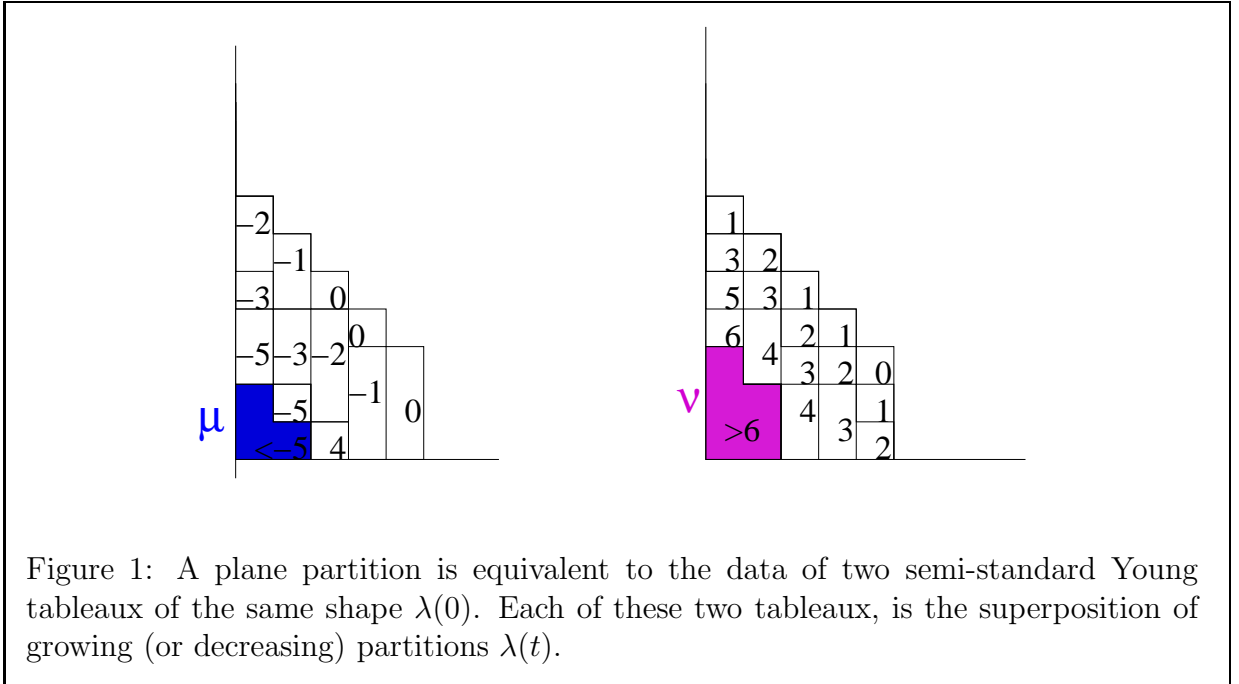 −2
1
−1
3 2
−3 0
5 3 1
0
6 2 1
−5 −3 −2
4
3 2 0
−1
μ
−5
0
ν
4
1
>6
3
<−5 4
2
Figure 1: A plane partition is equivalent to the data of two semi-standard Young
tableaux of the same shape λ(0). Each of these two tableaux, is the superposition of
growing (or decreasing) partitions λ(t).